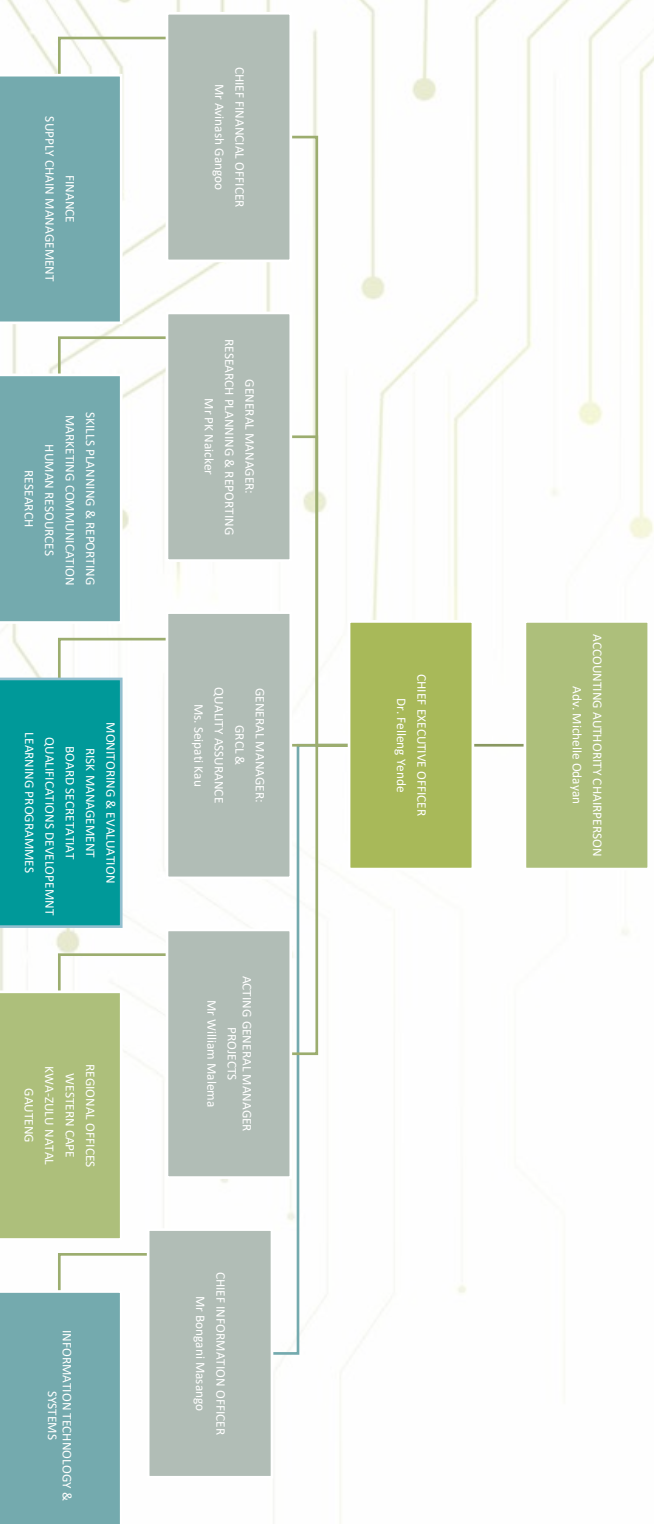 ACCOUNTING AUTHORITY CHAIRPERSON
Adv. Michelle Odayan
CHIEF EXECUTIVE OFFICER
Dr. Felleng Yende
CHIEF FINANCIAL OFFICER
Mr Avinash Gangoo
GENERAL MANAGER:
RESEARCH PLANNING & REPORTING
Mr PK Naicker
GENERAL MANAGER:
GRCL &
QUALITY ASSURANCE
Ms. Seipati Kau
ACTING GENERAL MANAGER
PROJECTS
Mr William Malema
CHIEF INFORMATION OFFICER
Mr Bongani Masango
FINANCE
SUPPLY CHAIN MANAGEMENT
SKILLS PLANNING & REPORTING
MARKETING COMMUNICATION
HUMAN RESOURCES
RESEARCH
MONITORING & EVALUATION
RISK MANAGEMENT
BOARD SECRETATIAT
QUALIFICATIONS DEVELOPEMNT
LEARNING PROGRAMMES
REGIONAL OFFICES
WESTERN CAPE
KWA-ZULU NATAL
GAUTENG
INFORMATION TECHNOLOGY &
SYSTEMS